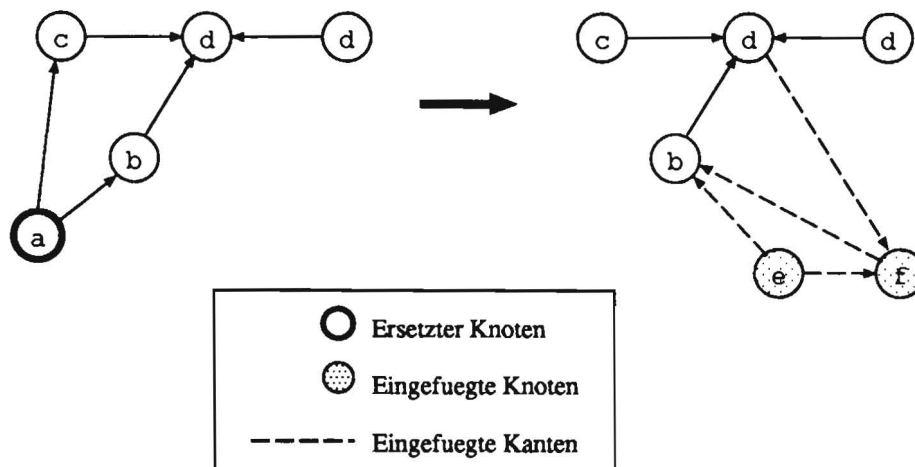 c d d c d d
b b
a
e f
Ersetzter Knoten
Eingefuegte Knoten
Eingefuegte Kanten